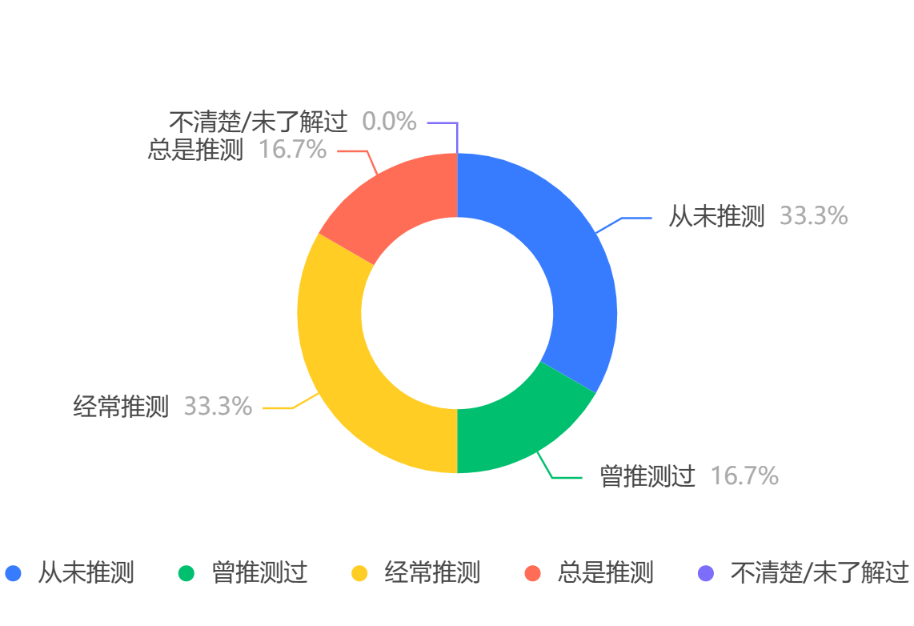 不清楚/未了解过 0.0%
总是推测 16.7%
从未推测 33.3%
经常推测 33.3%
曾推测过 16.7%
从未推测 曾推测过 经常推测 总是推测 不清楚/未了解过